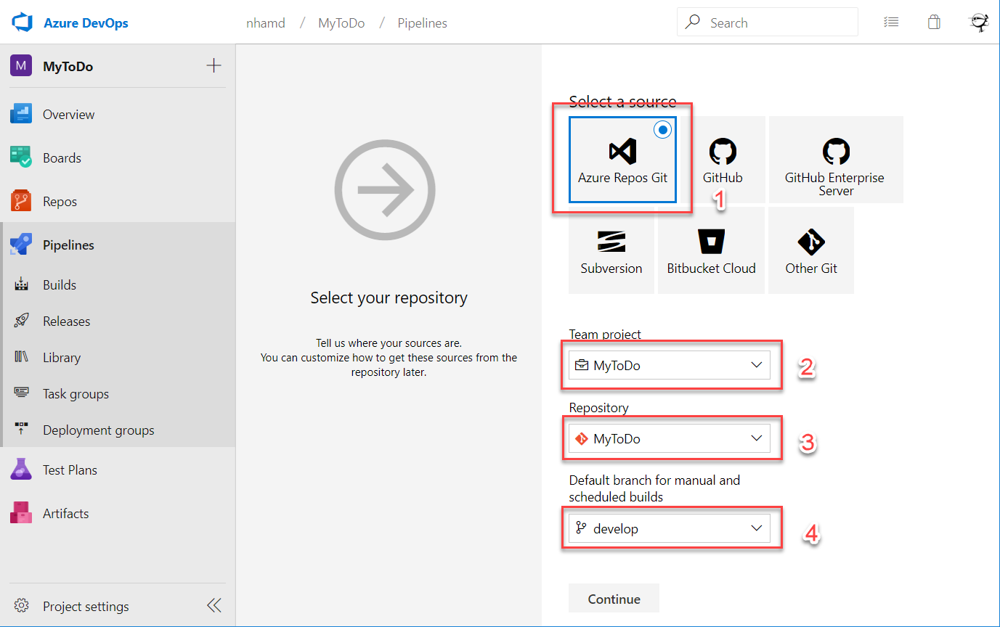 Azure DevOps
nhamd / MyToDo / Pipelines
Search
M MyToDo
Overview
Boards
Repos
Pipelines
Builds
Releases
Library
Task groups
Deployment groups
Test Plans
Artifacts
Project settings
Select your repository
Tell us where your sources are.
You can customize how to get these sources from the
repository later.
Select a source
Azure Repos Git
GitHub
GitHub Enterprise
Server
1
Subversion
Bitbucket Cloud
Other Git
Team project
MyToDo
2
Repository
MyToDo
3
Default branch for manual and
scheduled builds
develop
4
Continue